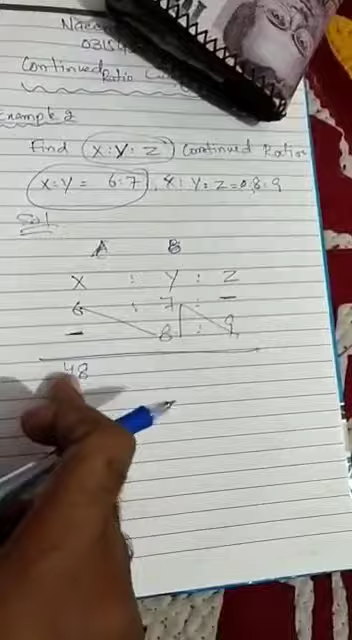 Continued Ratio
Example 2
Find (X:Y:Z) Continued Ratio
X:Y = 6:7, & Y:Z = 8:9
Sol
A B
X : Y : Z
6 : 7 : –
– 8 : 9
48